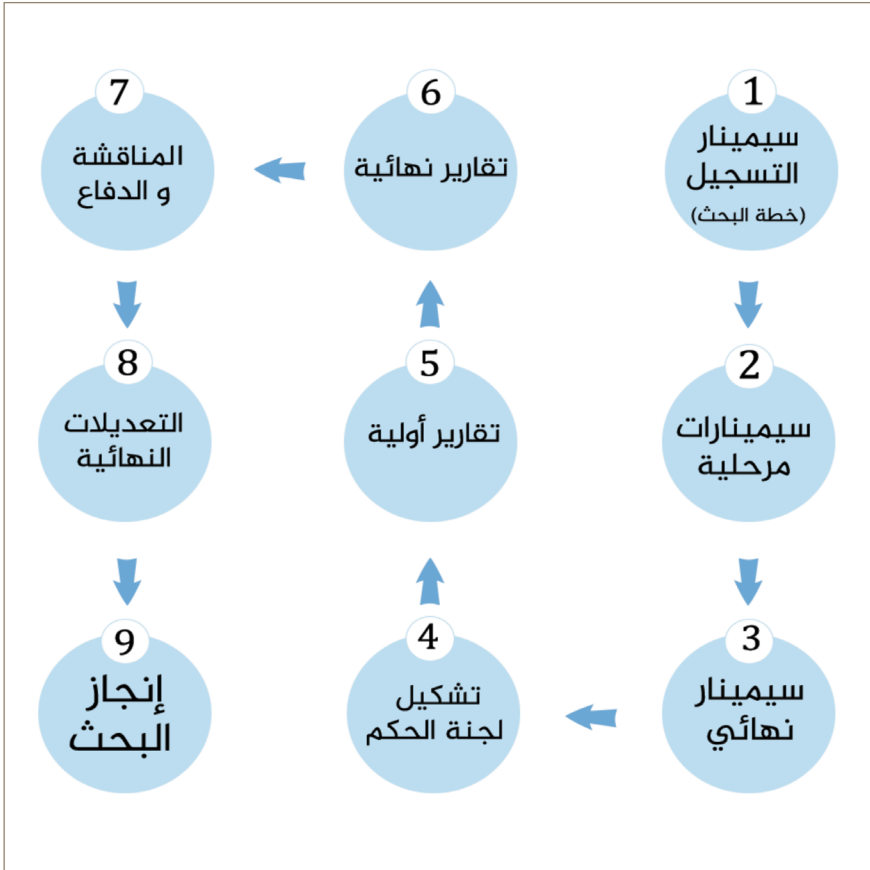 1
سيمينار
التسجيل
(خطة البحث)
2
سيمينارات
مرحلية
3
سيمينار
نهائي
4
تشكيل
لجنة الحكم
5
تقارير أولية
6
تقارير نهائية
7
المناقشة
و الدفاع
8
التعديلات
النهائية
9
إنجاز
البحث